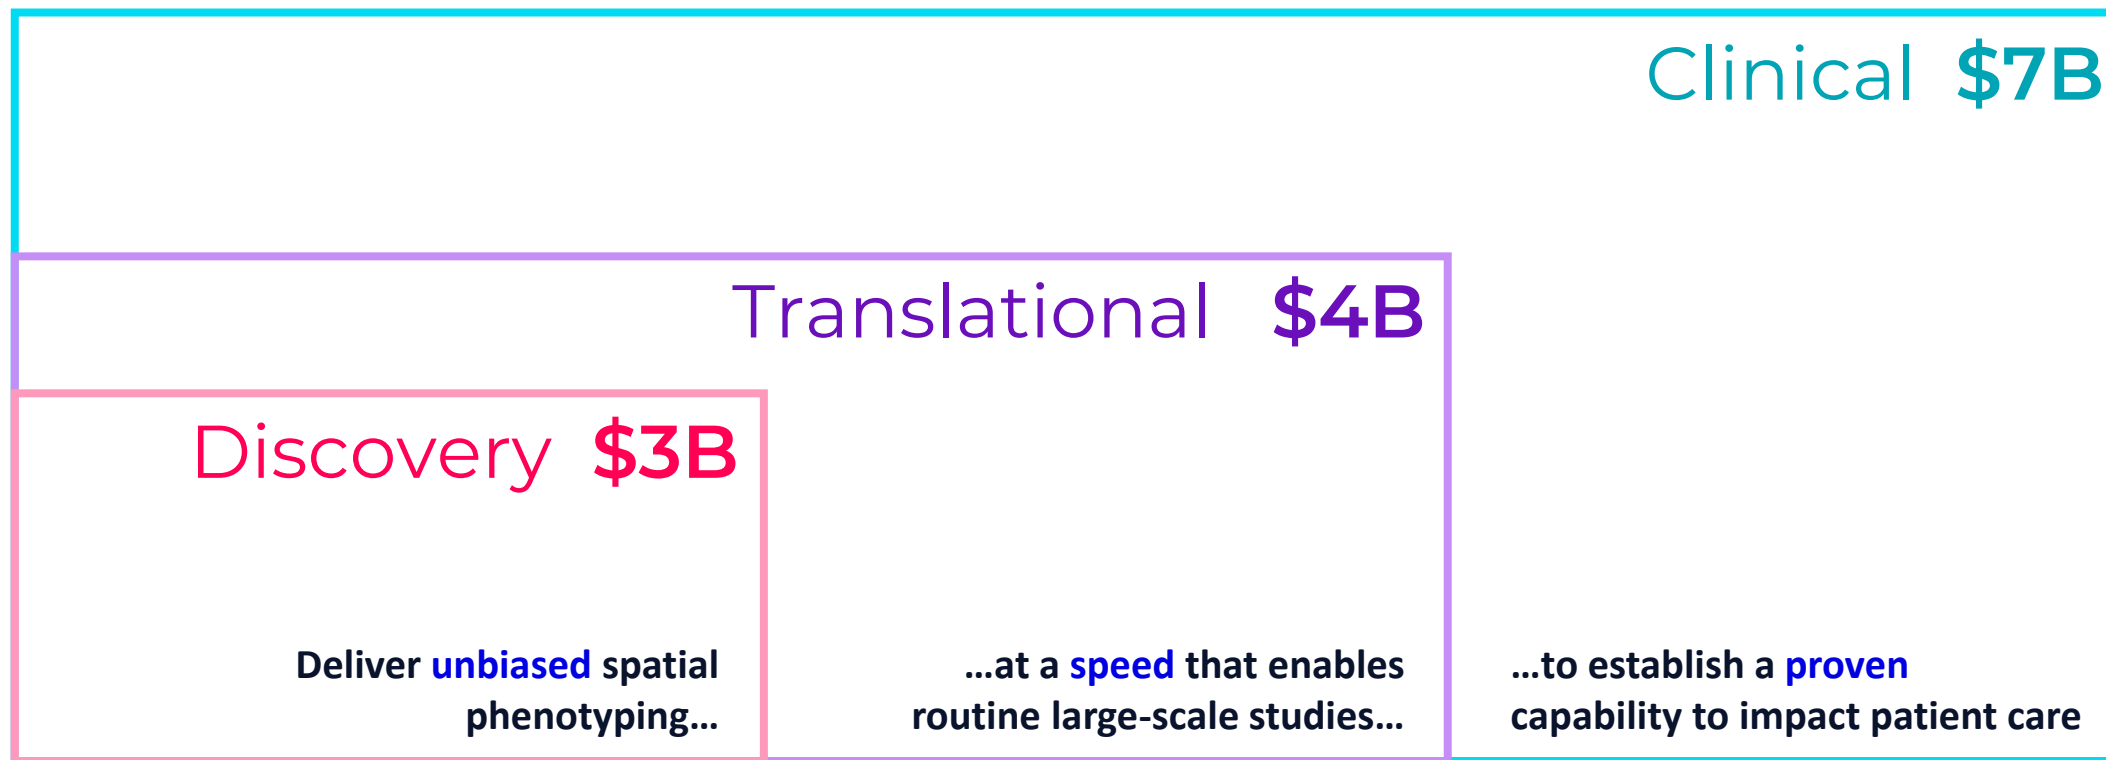 Clinical $7B
Translational $4B
Discovery $3B
Deliver unbiased spatial
phenotyping…
…at a speed that enables
routine large-scale studies…
…to establish a proven
capability to impact patient care